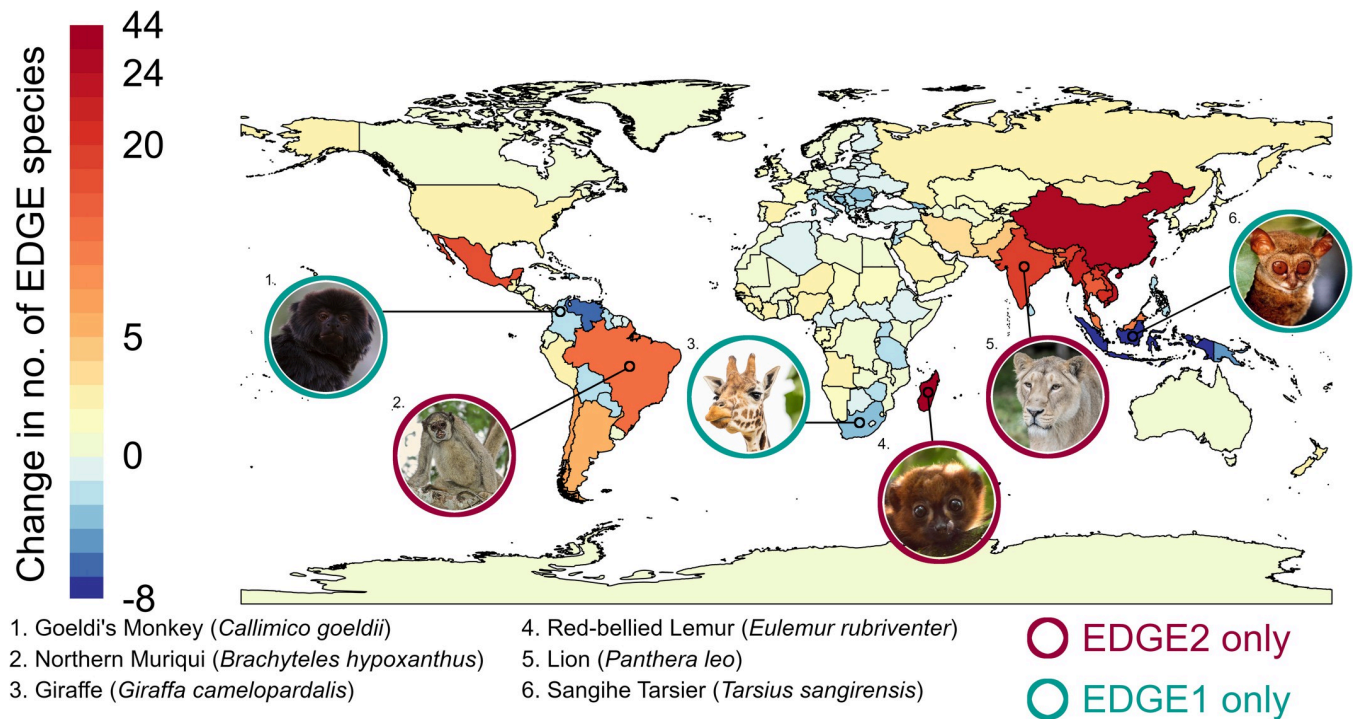 Change in no. of EDGE species
44
24
20
5
0
-8
1.
2.
3.
4.
5.
6.
1. Goeldi's Monkey (Callimico goeldii)
2. Northern Muriqui (Brachyteles hypoxanthus)
3. Giraffe (Giraffa camelopardalis)
4. Red-bellied Lemur (Eulemur rubriventer)
5. Lion (Panthera leo)
6. Sangihe Tarsier (Tarsius sangirensis)
EDGE2 only
EDGE1 only